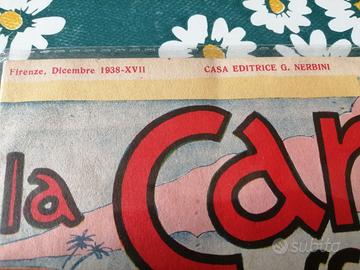 Firenze, Dicembre 1938-XVII CASA EDITRICE G. NERBINI
la Car
subito